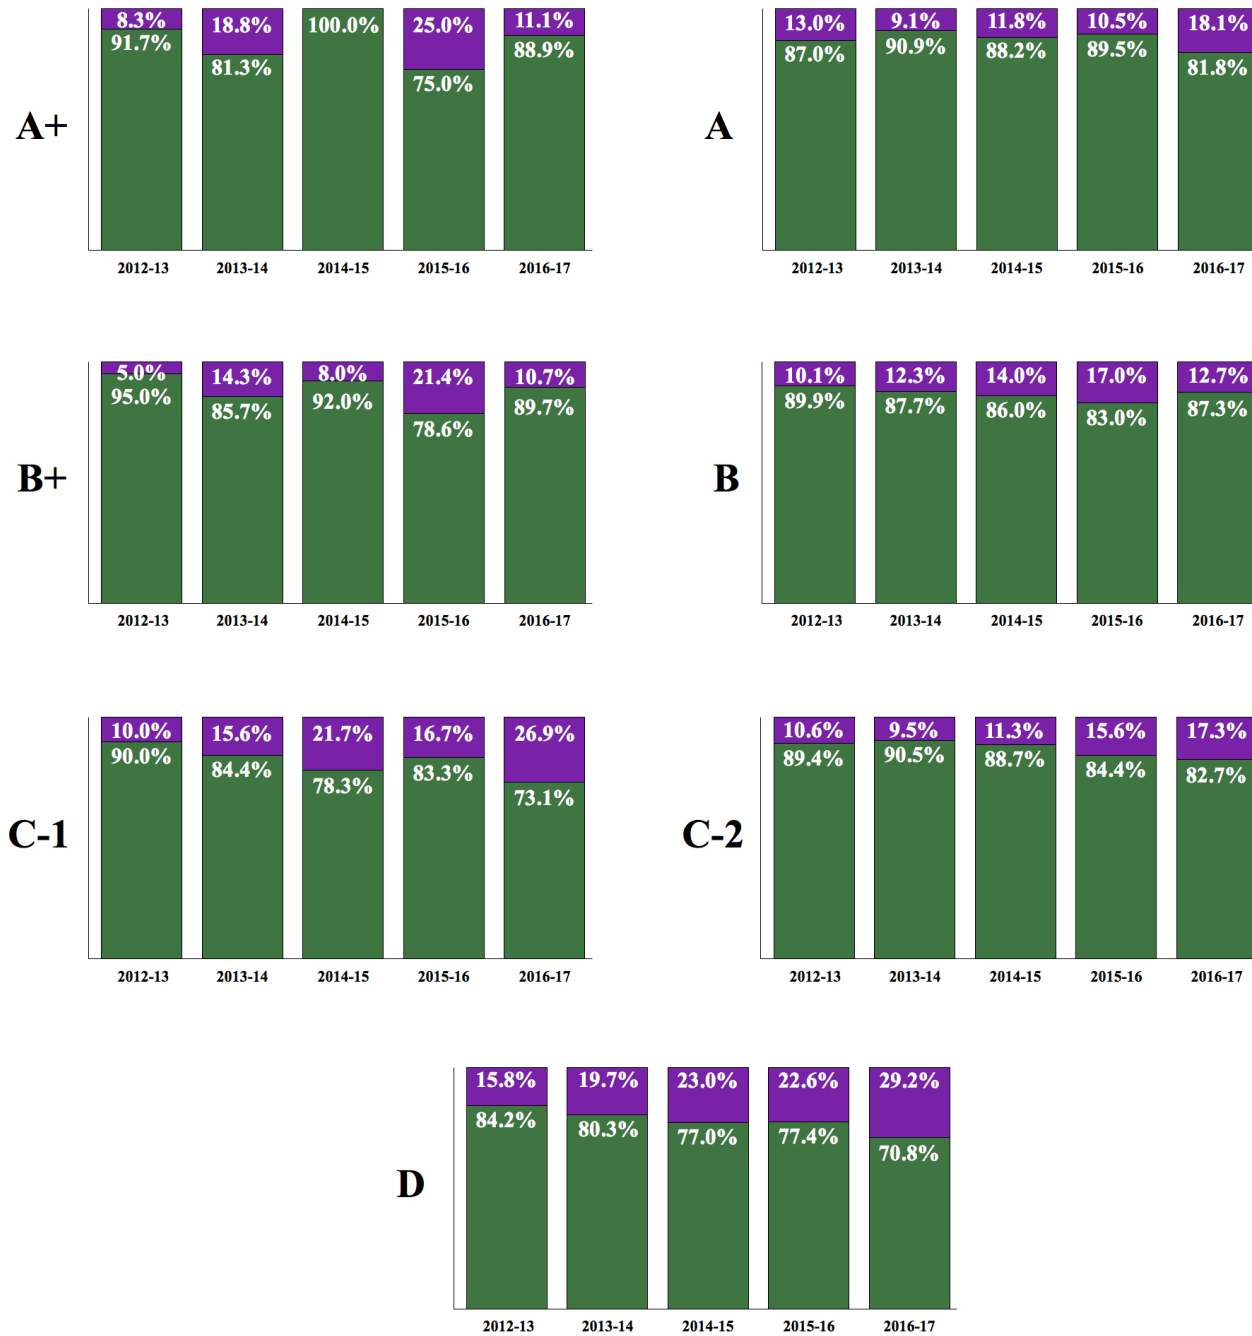 8.3% 18.8% 100.0% 25.0% 11.1%
91.7% 81.3% 75.0% 88.9%
A+
2012-13 2013-14 2014-15 2015-16 2016-17
13.0% 9.1% 11.8% 10.5% 18.1%
87.0% 90.9% 88.2% 89.5% 81.8%
A
2012-13 2013-14 2014-15 2015-16 2016-17
5.0% 14.3% 8.0% 21.4% 10.7%
95.0% 85.7% 92.0% 78.6% 89.7%
B+
2012-13 2013-14 2014-15 2015-16 2016-17
10.1% 12.3% 14.0% 17.0% 12.7%
89.9% 87.7% 86.0% 83.0% 87.3%
B
2012-13 2013-14 2014-15 2015-16 2016-17
10.0% 15.6% 21.7% 16.7% 26.9%
90.0% 84.4% 78.3% 83.3% 73.1%
C-1
2012-13 2013-14 2014-15 2015-16 2016-17
10.6% 9.5% 11.3% 15.6% 17.3%
89.4% 90.5% 88.7% 84.4% 82.7%
C-2
2012-13 2013-14 2014-15 2015-16 2016-17
15.8% 19.7% 23.0% 22.6% 29.2%
84.2% 80.3% 77.0% 77.4% 70.8%
D
2012-13 2013-14 2014-15 2015-16 2016-17